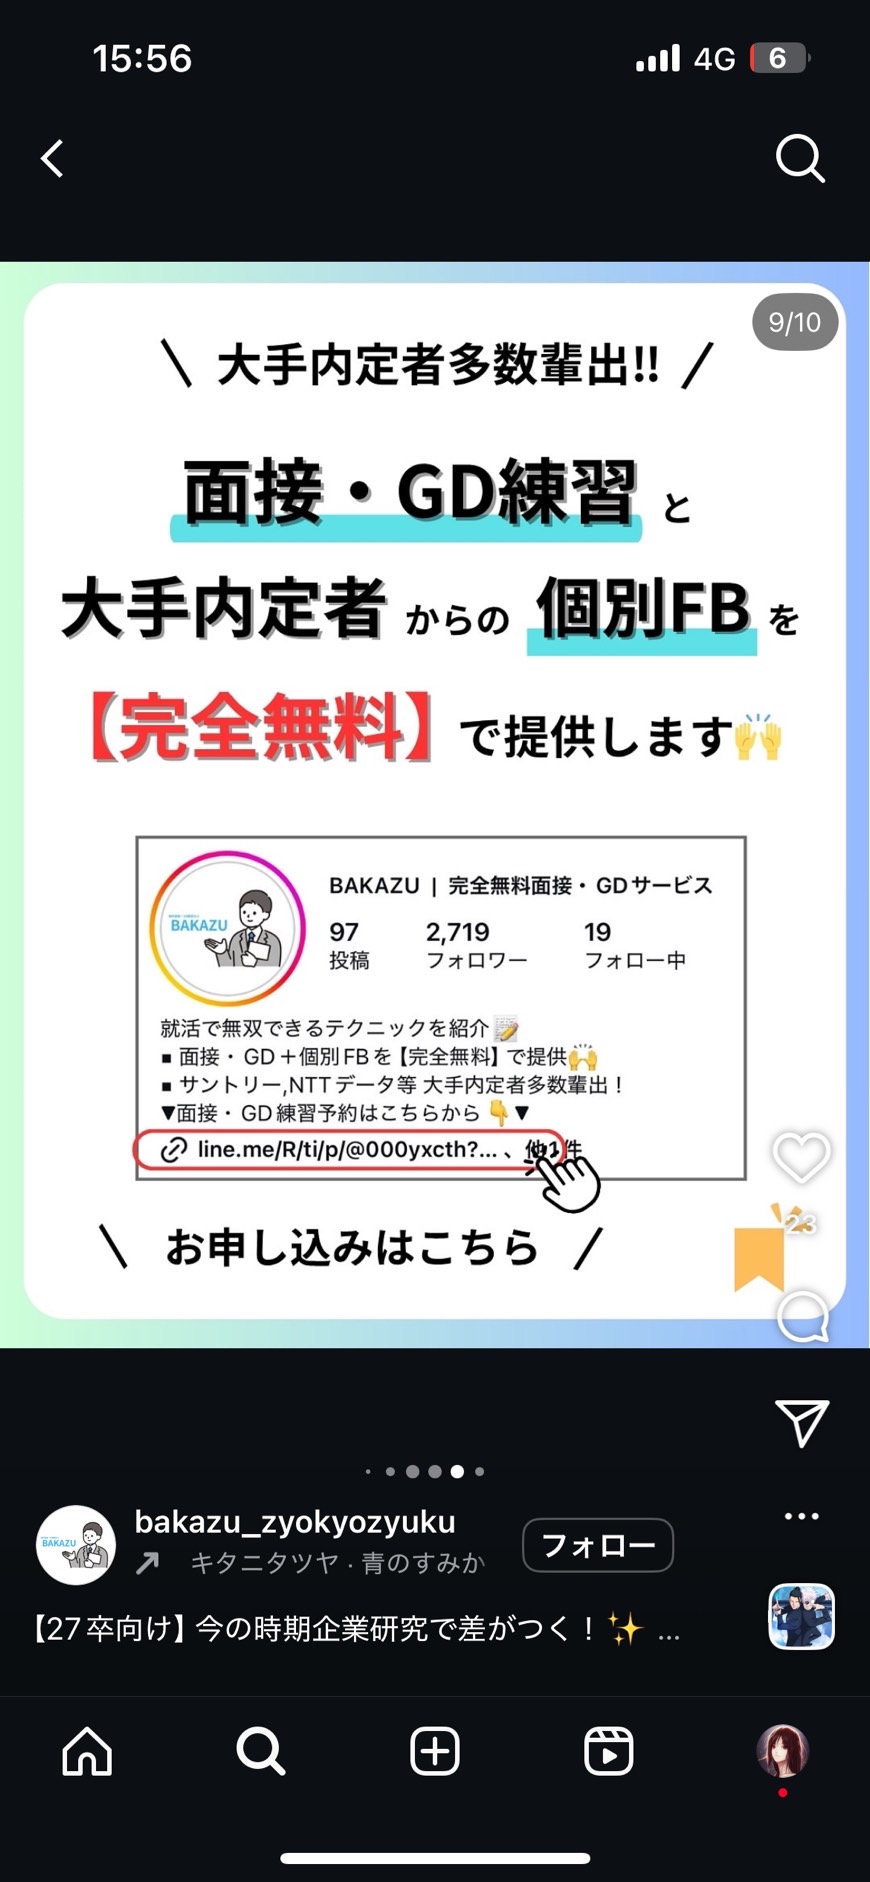 15:56
4G
6
9/10
\ 大手内定者多数輩出!! /
面接・GD練習 と
大手内定者 からの 個別FB を
【完全無料】で提供します🙌
BAKAZU
BAKAZU | 完全無料面接・GDサービス
97 2,719 19
投稿 フォロワー フォロー中
就活で無双できるテクニックを紹介📝
▪ 面接・GD＋個別FBを【完全無料】で提供🙌
▪ サントリー,NTTデータ等 大手内定者多数輩出！
▼面接・GD練習予約はこちらから👇▼
line.me/R/ti/p/@000yxcth?... 、他1件
\ お申し込みはこちら /
23
bakazu_zyokyozyuku
フォロー
キタニタツヤ · 青のすみか
BAKAZU
【27卒向け】今の時期企業研究で差がつく！✨ ...